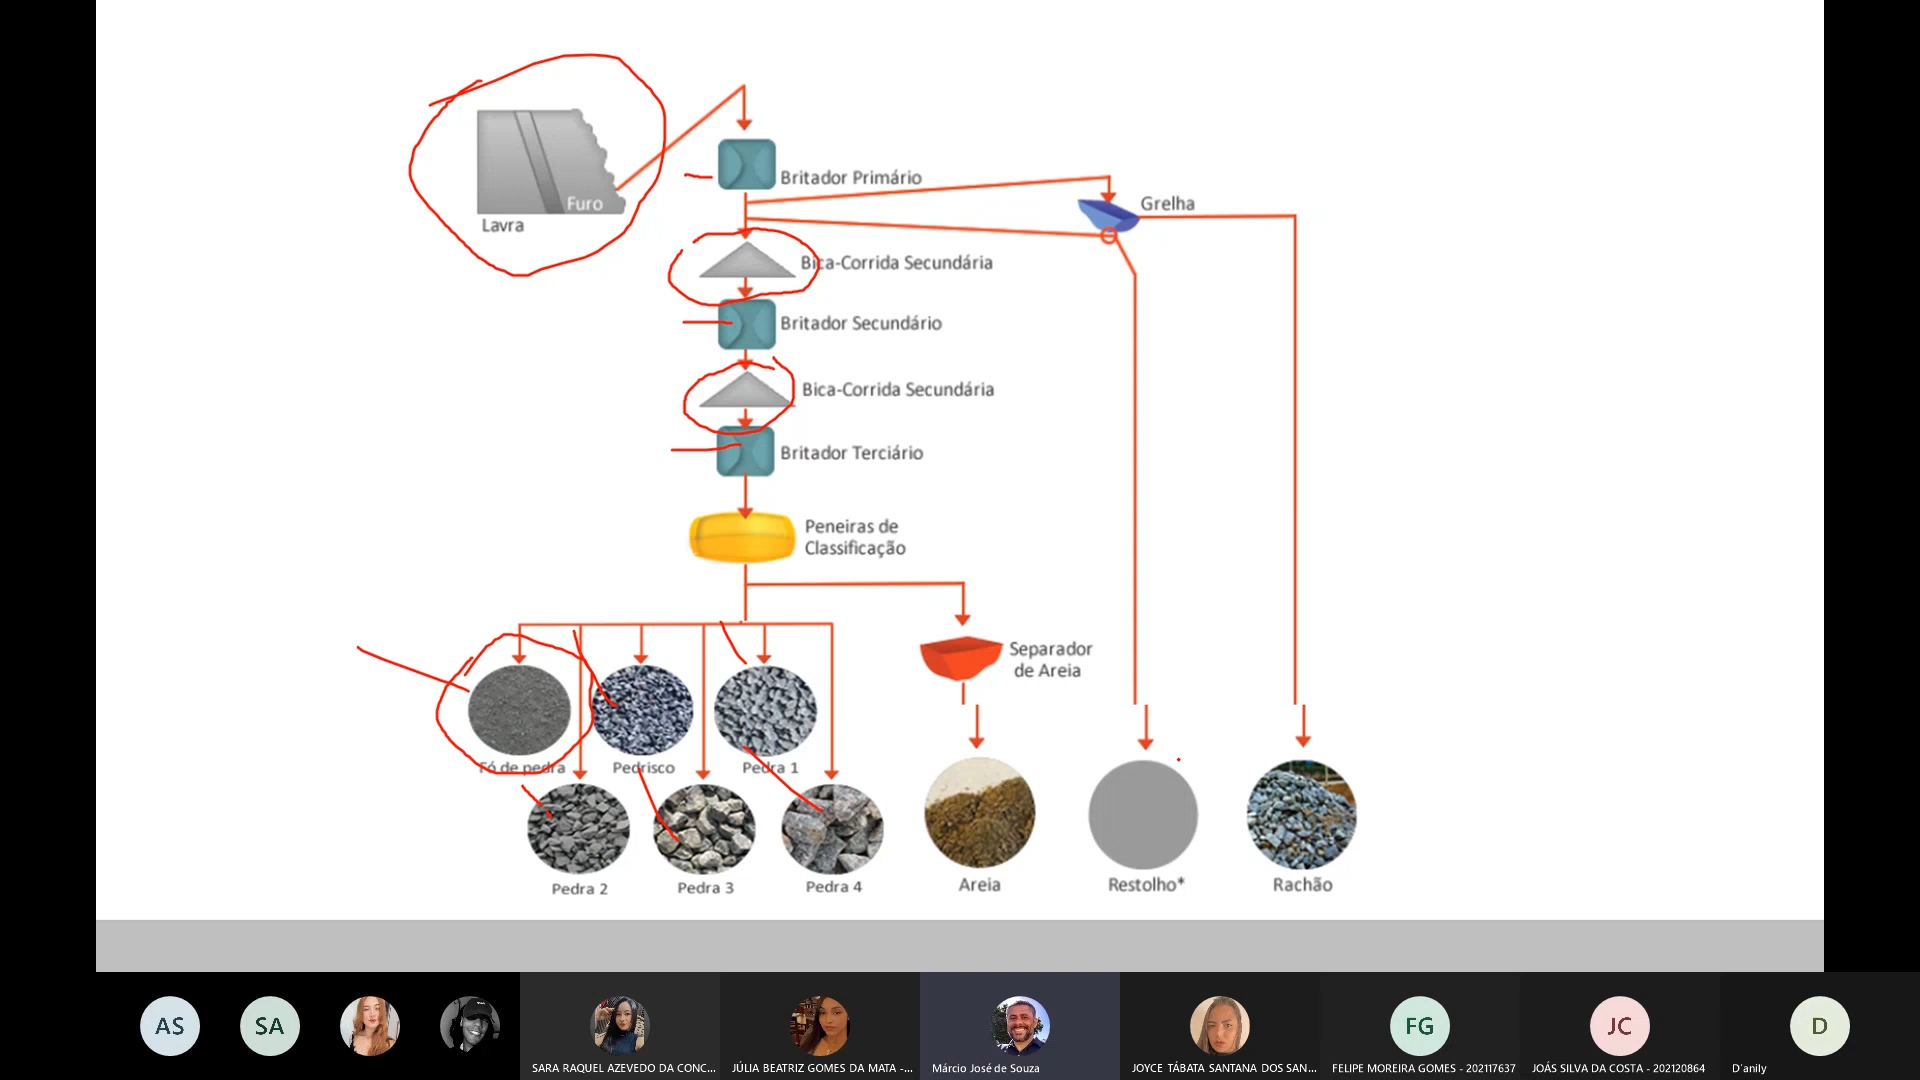 Furo
Lavra
Britador Primário
Grelha
Bica-Corrida Secundária
Britador Secundário
Bica-Corrida Secundária
Britador Terciário
Peneiras de
Classificação
Separador
de Areia
de pedra
Pedrisco
Pedra 1
Pedra 2
Pedra 3
Pedra 4
Areia
Restolho*
Rachão
AS
SA
FG
JC
D
SARA RAQUEL AZEVEDO DA CONC...
JÚLIA BEATRIZ GOMES DA MATA -...
Márcio José de Souza
JOYCE TÁBATA SANTANA DOS SAN...
FELIPE MOREIRA GOMES - 202117637
JOÁS SILVA DA COSTA - 202120864
D´anily